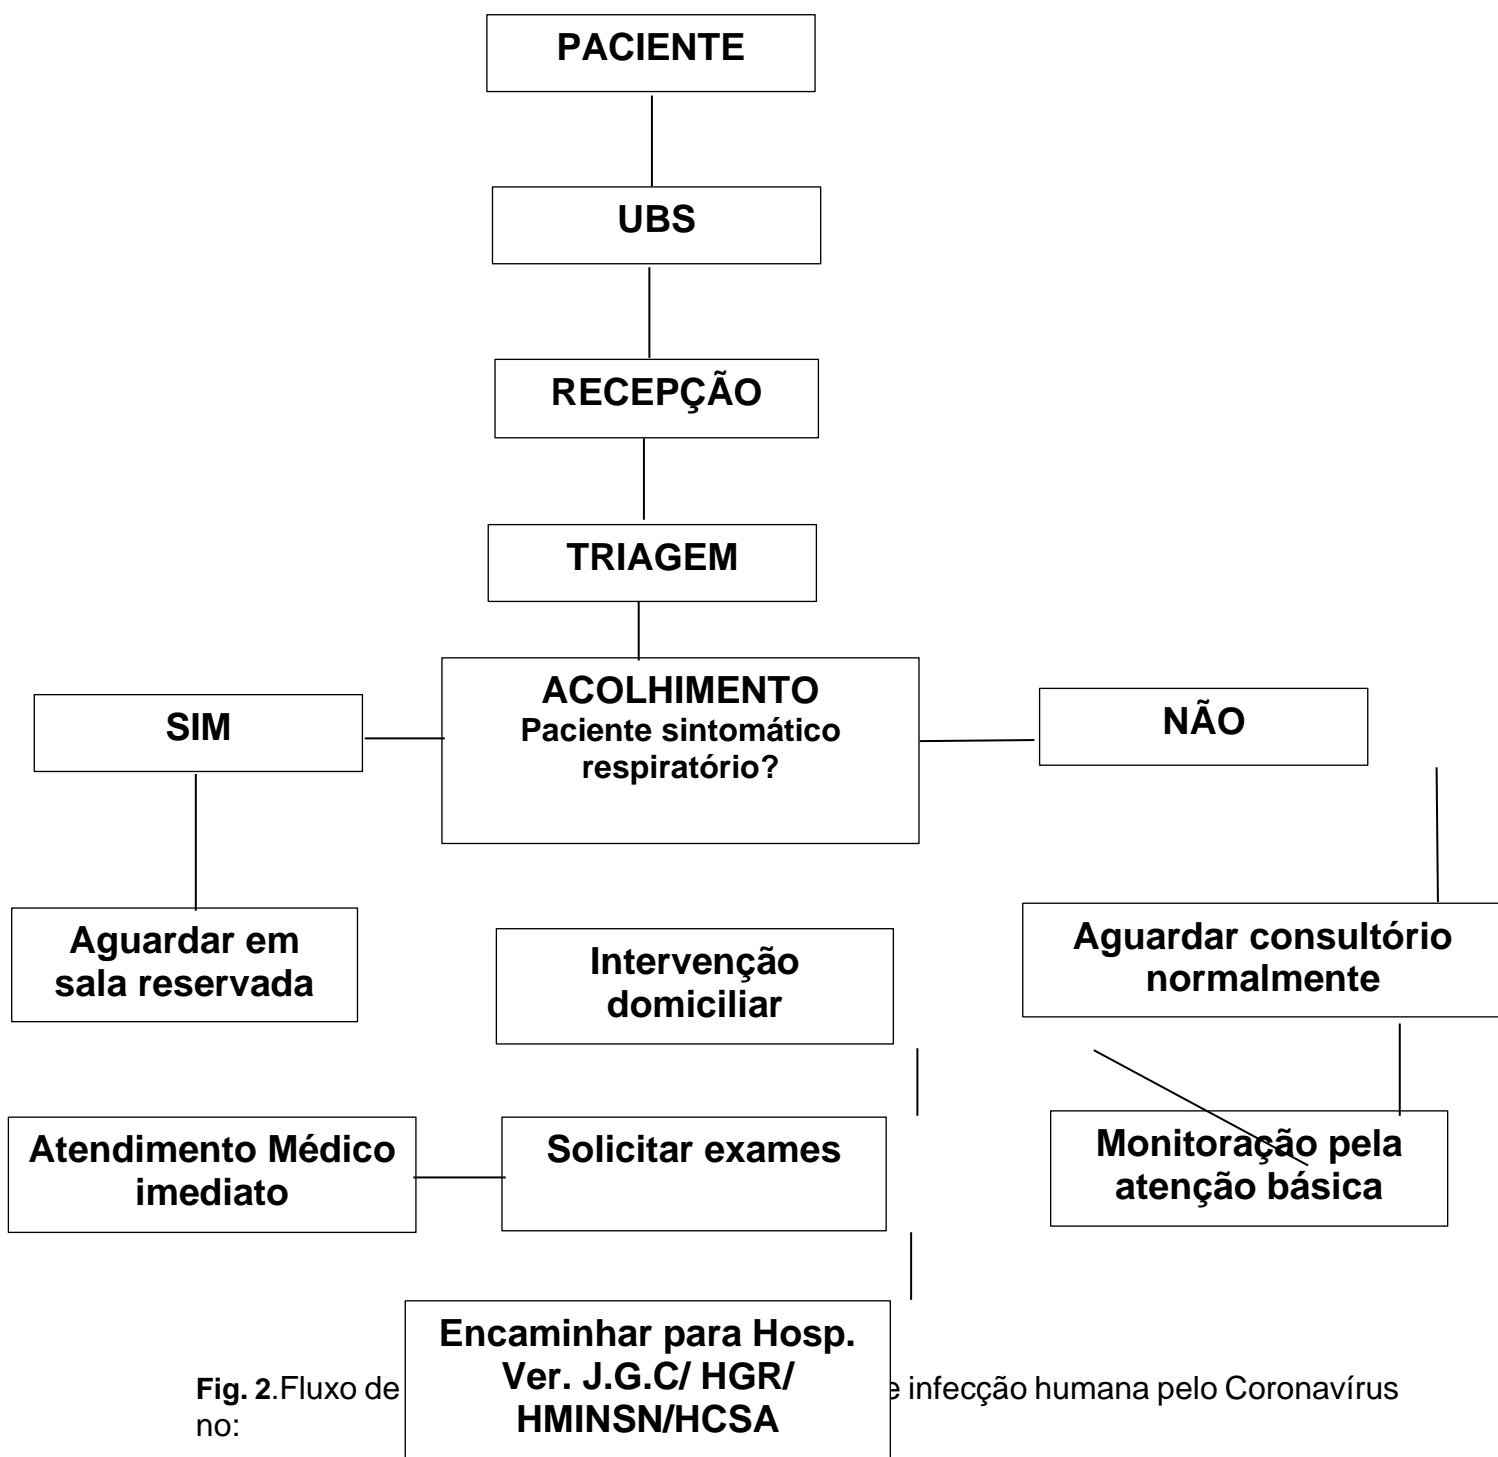 PACIENTE
UBS
RECEPÇÃO
TRIAGEM
ACOLHIMENTO
Paciente sintomático
respiratório?
SIM
NÃO
Aguardar em
sala reservada
Intervenção
domiciliar
Aguardar consultório
normalmente
Atendimento Médico
imediato
Solicitar exames
Monitoração pela
atenção básica
Encaminhar para Hosp.
Ver. J.G.C/ HGR/
HMINSN/HCSA
Fig. 2.Fluxo de infecção humana pelo Coronavírus
no: